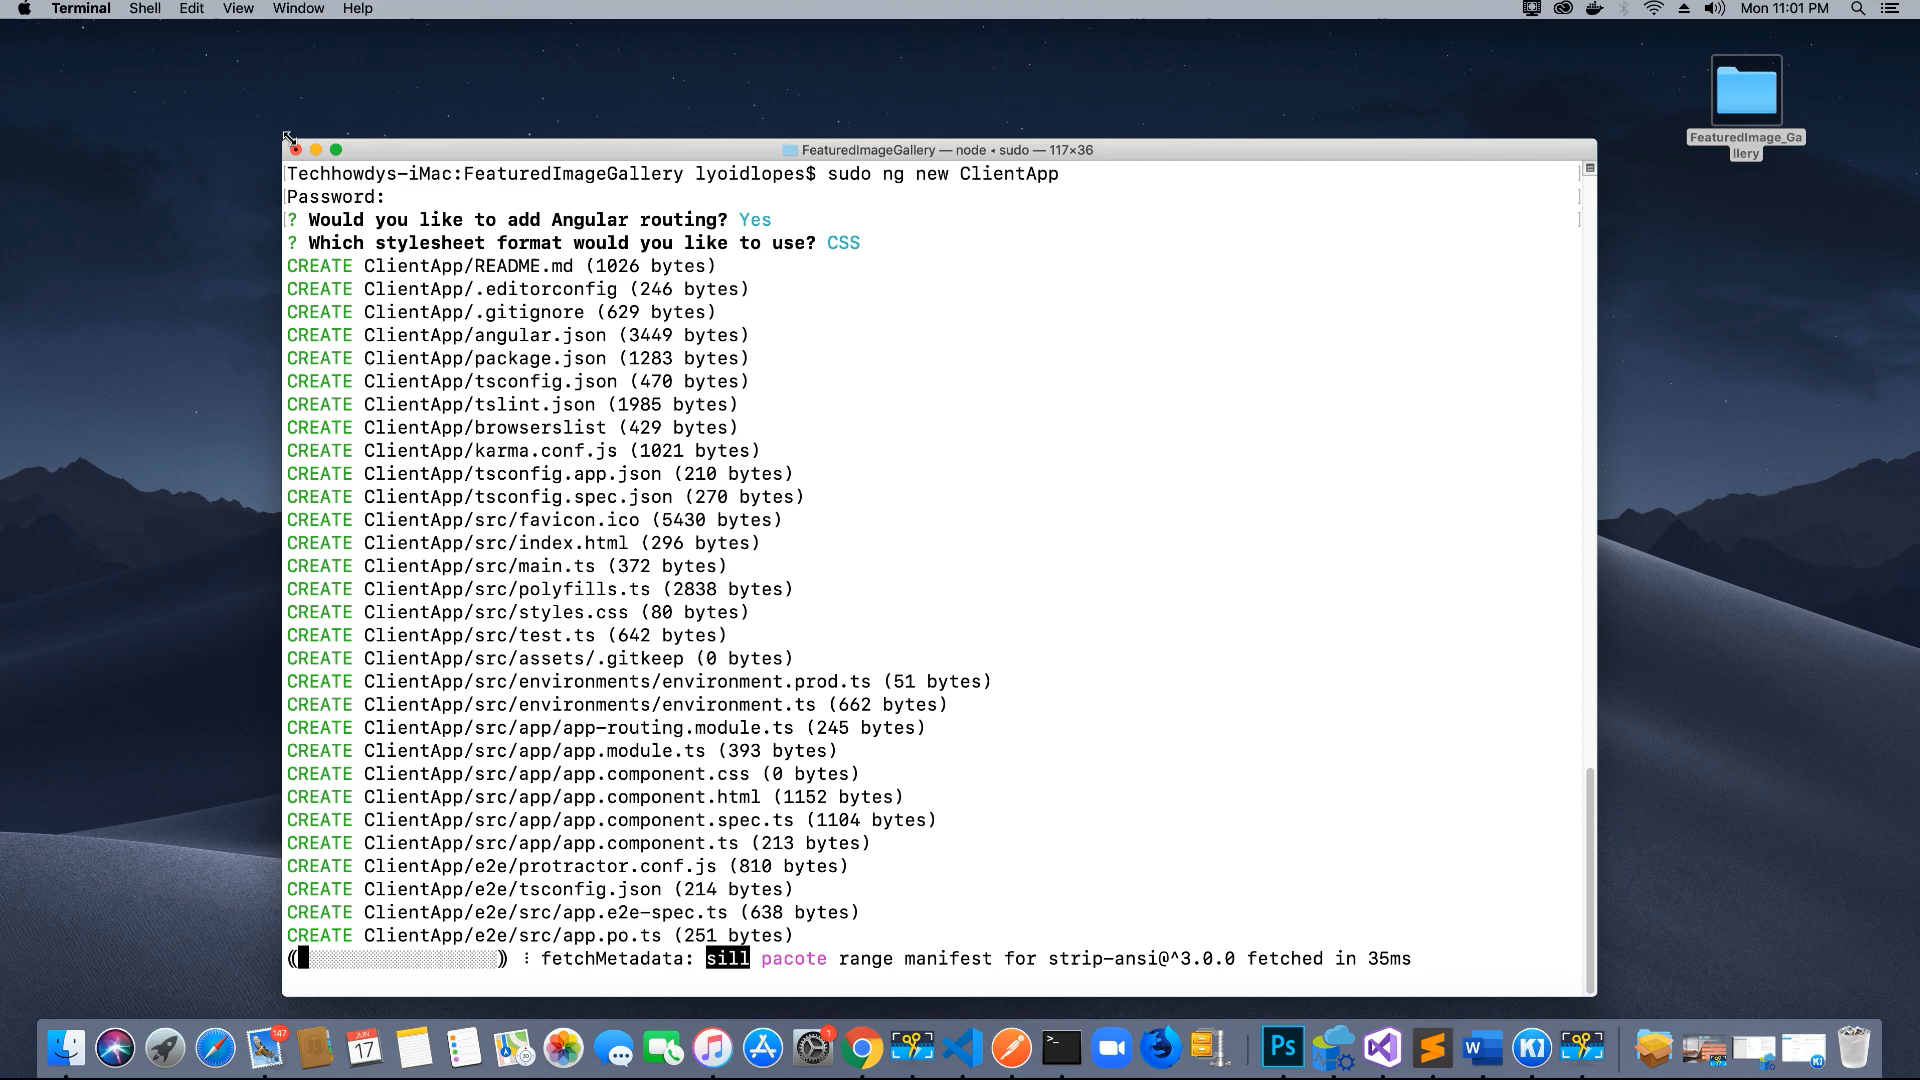 Terminal Shell Edit View Window Help
Mon 11:01 PM
FeaturedImage_Ga
llery
FeaturedImageGallery — node ◂ sudo — 117×36
Techhowdys-iMac:FeaturedImageGallery lyoidlopes$ sudo ng new ClientApp
Password:
? Would you like to add Angular routing? Yes
? Which stylesheet format would you like to use? CSS
CREATE ClientApp/README.md (1026 bytes)
CREATE ClientApp/.editorconfig (246 bytes)
CREATE ClientApp/.gitignore (629 bytes)
CREATE ClientApp/angular.json (3449 bytes)
CREATE ClientApp/package.json (1283 bytes)
CREATE ClientApp/tsconfig.json (470 bytes)
CREATE ClientApp/tslint.json (1985 bytes)
CREATE ClientApp/browserslist (429 bytes)
CREATE ClientApp/karma.conf.js (1021 bytes)
CREATE ClientApp/tsconfig.app.json (210 bytes)
CREATE ClientApp/tsconfig.spec.json (270 bytes)
CREATE ClientApp/src/favicon.ico (5430 bytes)
CREATE ClientApp/src/index.html (296 bytes)
CREATE ClientApp/src/main.ts (372 bytes)
CREATE ClientApp/src/polyfills.ts (2838 bytes)
CREATE ClientApp/src/styles.css (80 bytes)
CREATE ClientApp/src/test.ts (642 bytes)
CREATE ClientApp/src/assets/.gitkeep (0 bytes)
CREATE ClientApp/src/environments/environment.prod.ts (51 bytes)
CREATE ClientApp/src/environments/environment.ts (662 bytes)
CREATE ClientApp/src/app/app-routing.module.ts (245 bytes)
CREATE ClientApp/src/app/app.module.ts (393 bytes)
CREATE ClientApp/src/app/app.component.css (0 bytes)
CREATE ClientApp/src/app/app.component.html (1152 bytes)
CREATE ClientApp/src/app/app.component.spec.ts (1104 bytes)
CREATE ClientApp/src/app/app.component.ts (213 bytes)
CREATE ClientApp/e2e/protractor.conf.js (810 bytes)
CREATE ClientApp/e2e/tsconfig.json (214 bytes)
CREATE ClientApp/e2e/src/app.e2e-spec.ts (638 bytes)
CREATE ClientApp/e2e/src/app.po.ts (251 bytes)
⸨█░░░░░░░░░░░░░░░░░⸩ ⁝ fetchMetadata: sill pacote range manifest for strip-ansi@^3.0.0 fetched in 35ms
147
JUN
17
1
Ps
W
KI